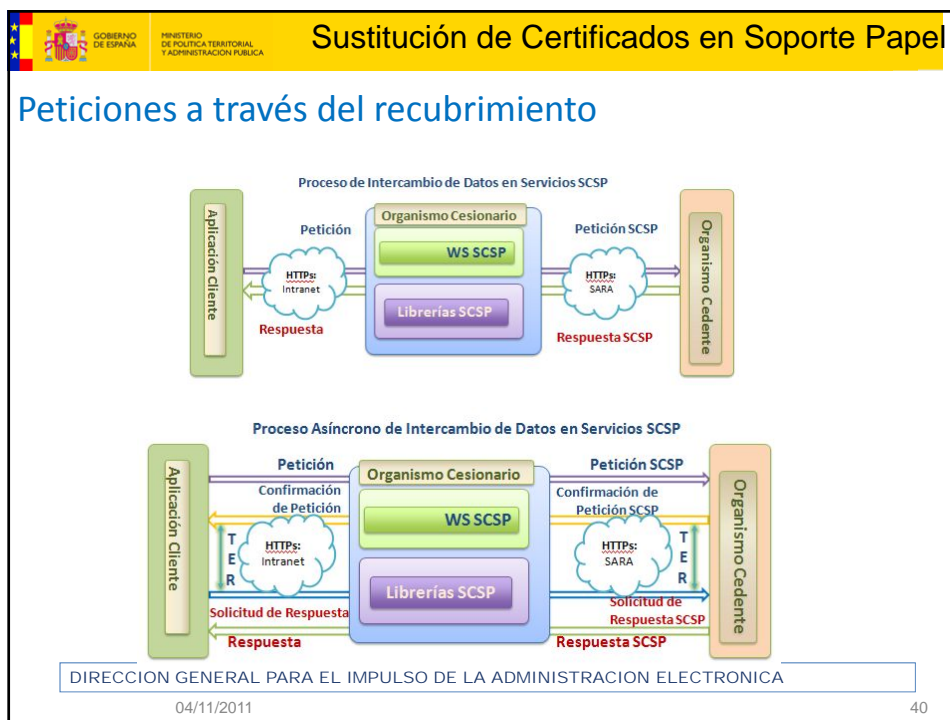 GOBIERNO
DE ESPAÑA
MINISTERIO
DE POLITICA TERRITORIAL
Y ADMINISTRACION PUBLICA
Sustitución de Certificados en Soporte Papel
Peticiones a través del recubrimiento
Proceso de Intercambio de Datos en Servicios SCSP
Aplicación Cliente
Petición
HTTPs:
Intranet
Respuesta
Organismo Cesionario
WS SCSP
Librerías SCSP
Petición SCSP
HTTPs:
SARA
Respuesta SCSP
Organismo Cedente
Proceso Asíncrono de Intercambio de Datos en Servicios SCSP
Aplicación Cliente
Petición
Confirmación
de Petición
T
E
R
HTTPs:
Intranet
Solicitud de Respuesta
Respuesta
Organismo Cesionario
WS SCSP
Librerías SCSP
Petición SCSP
Confirmación de
Petición SCSP
HTTPs:
SARA
T
E
R
Solicitud de
Respuesta SCSP
Respuesta SCSP
Organismo Cedente
DIRECCION GENERAL PARA EL IMPULSO DE LA ADMINISTRACION ELECTRONICA
04/11/2011
40